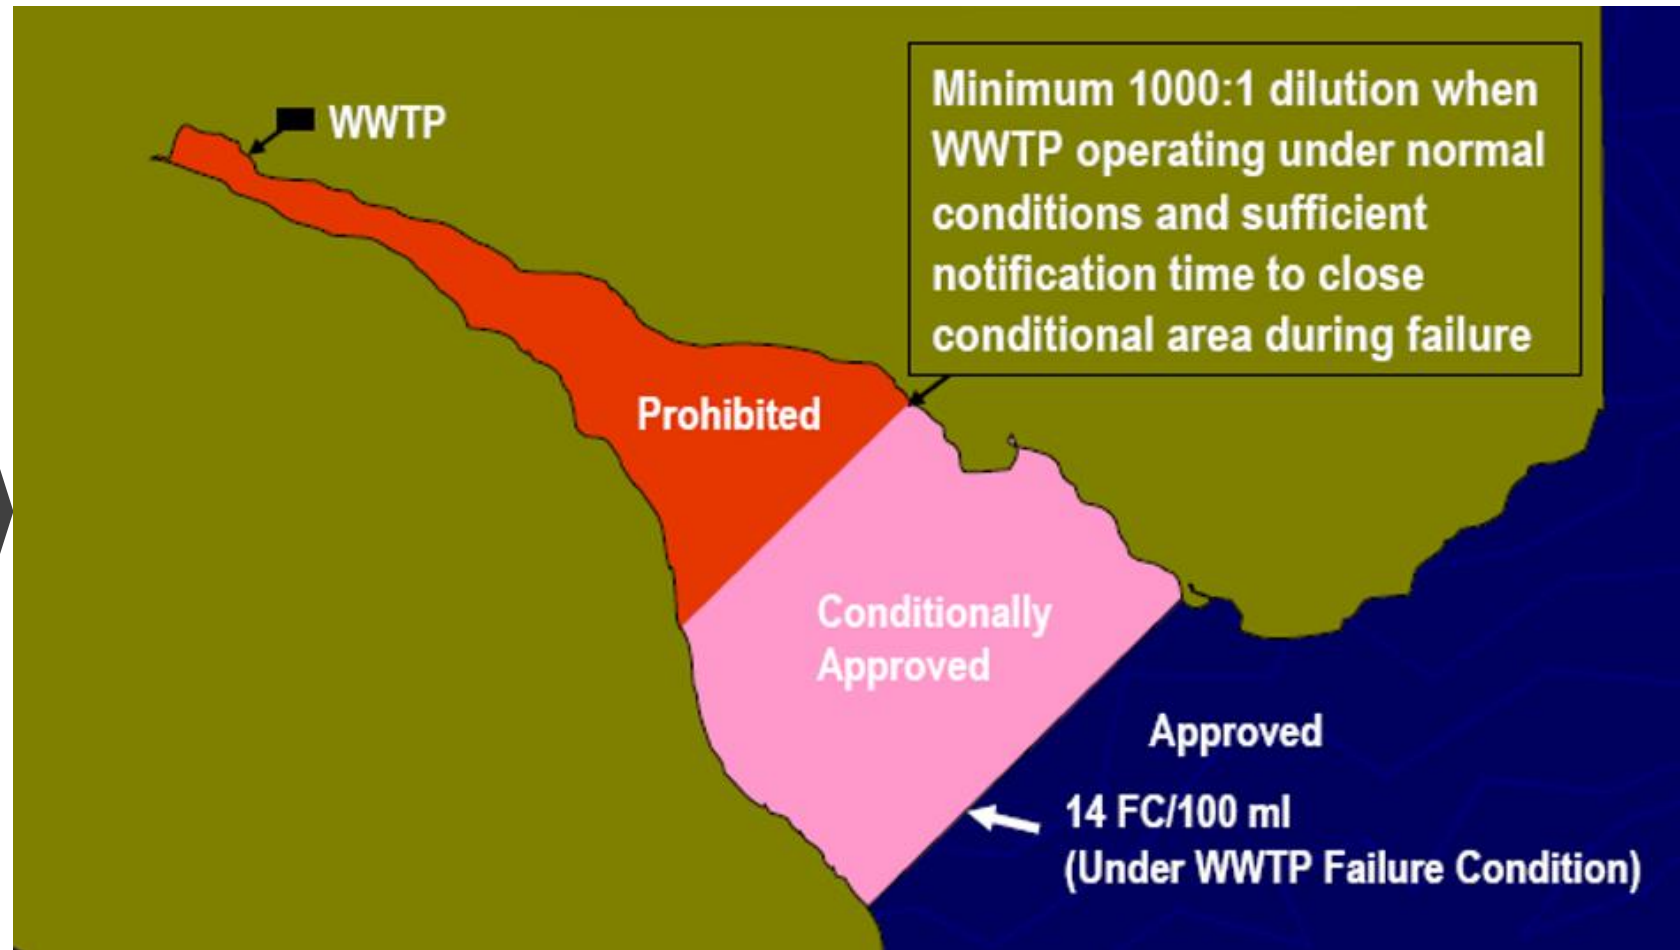 WWTP
Minimum 1000:1 dilution when
WWTP operating under normal
conditions and sufficient
notification time to close
conditional area during failure
Prohibited
Conditionally
Approved
Approved
14 FC/100 ml
(Under WWTP Failure Condition)